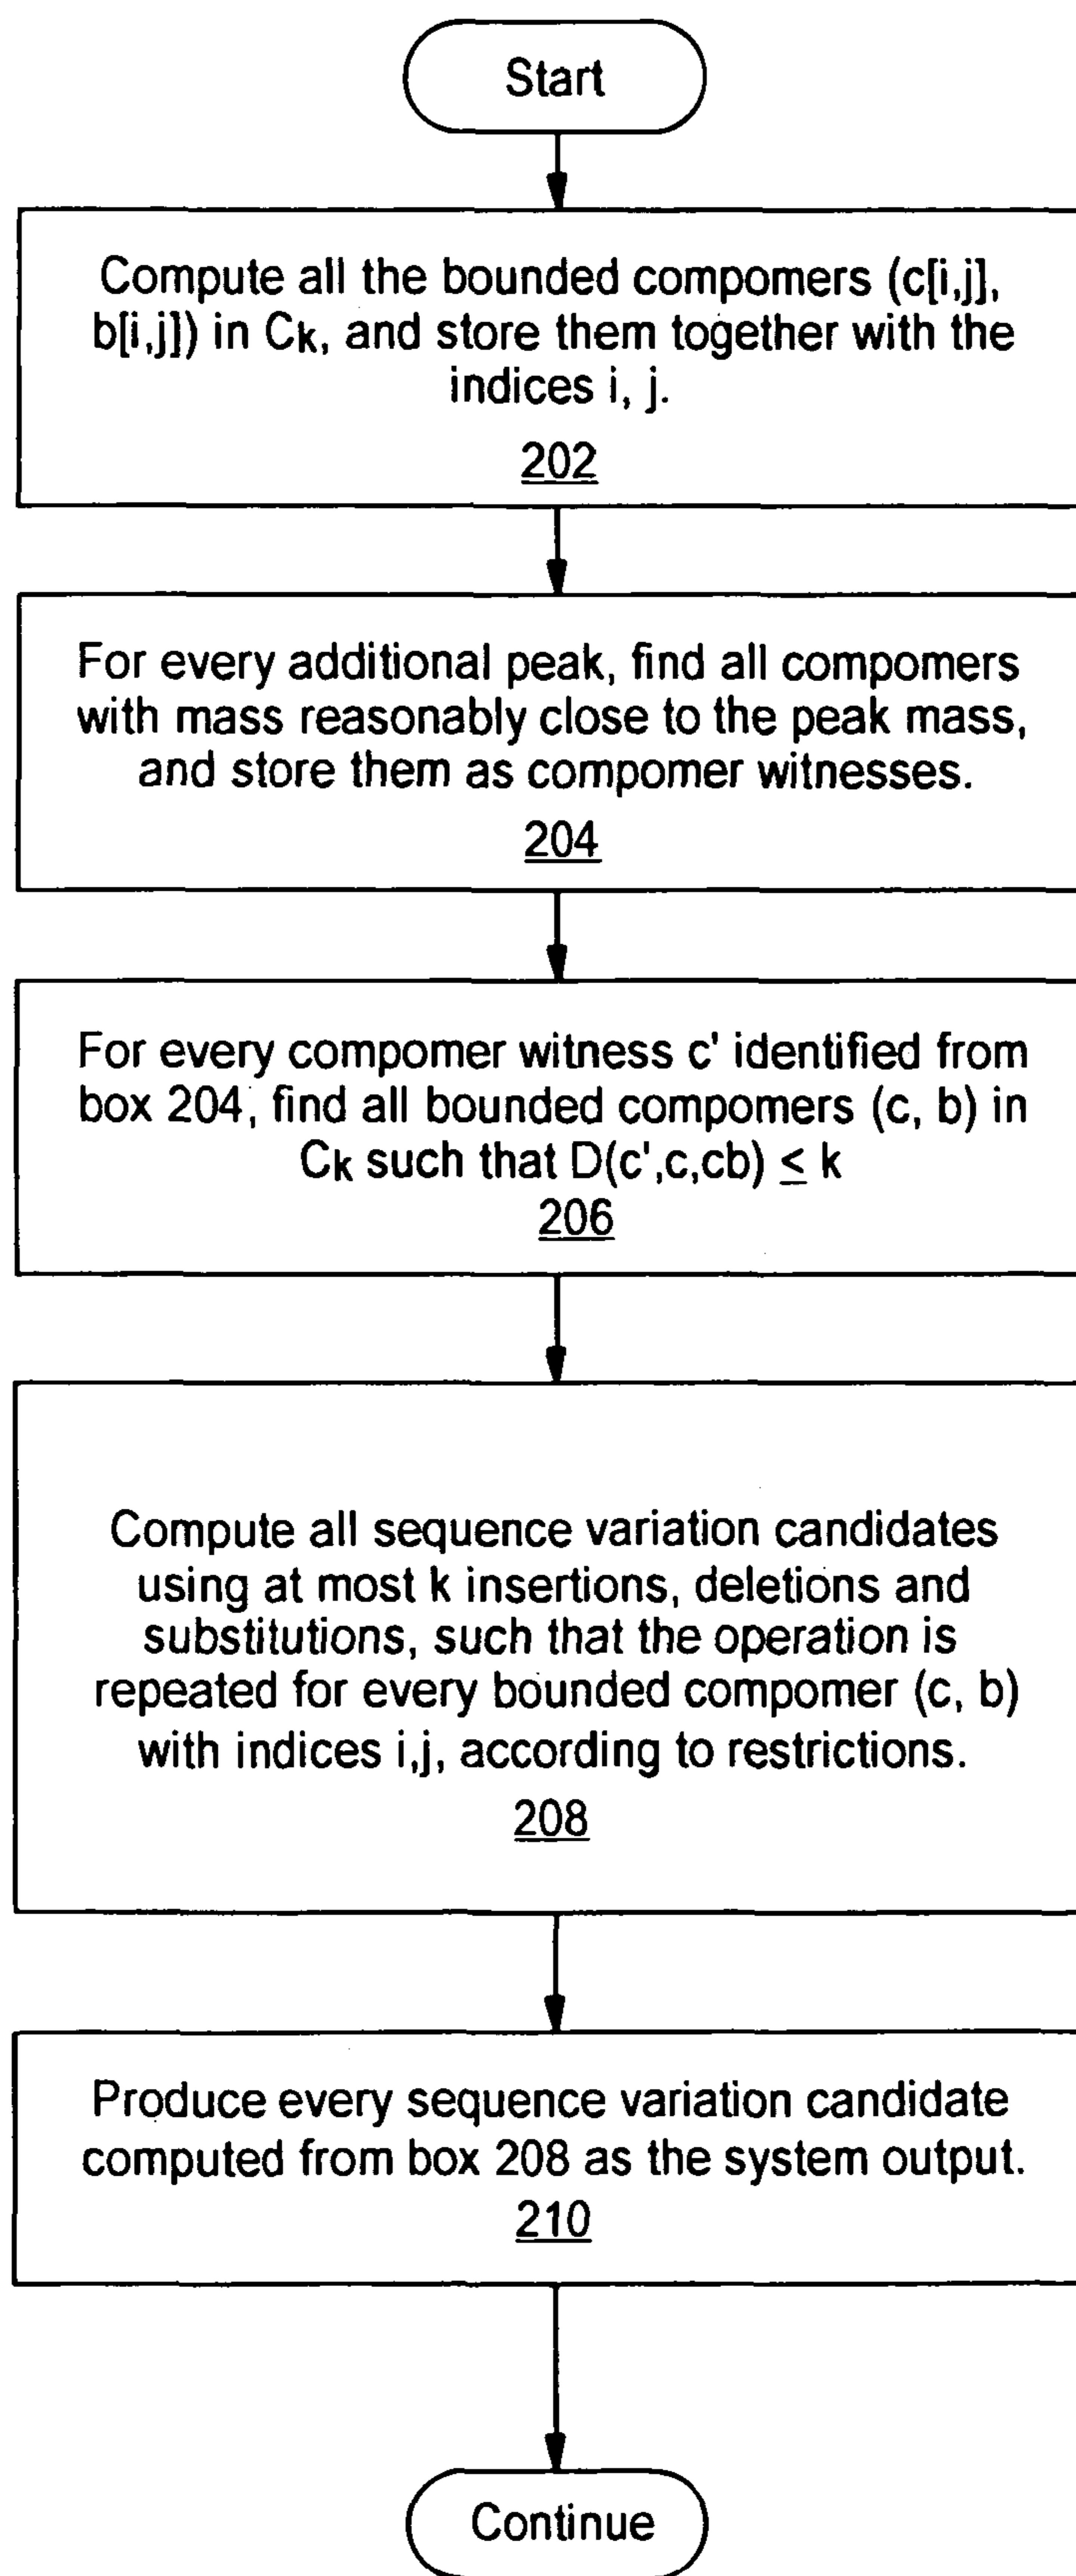 Start
Compute all the bounded compomers (c[i,j],
b[i,j]) in Ck, and store them together with the
indices i, j.
202
For every additional peak, find all compomers
with mass reasonably close to the peak mass,
and store them as compomer witnesses.
204
For every compomer witness c' identified from
box 204, find all bounded compomers (c, b) in
Ck such that D(c',c,cb) ≤ k
206
Compute all sequence variation candidates
using at most k insertions, deletions and
substitutions, such that the operation is
repeated for every bounded compomer (c, b)
with indices i,j, according to restrictions.
208
Produce every sequence variation candidate
computed from box 208 as the system output.
210
Continue